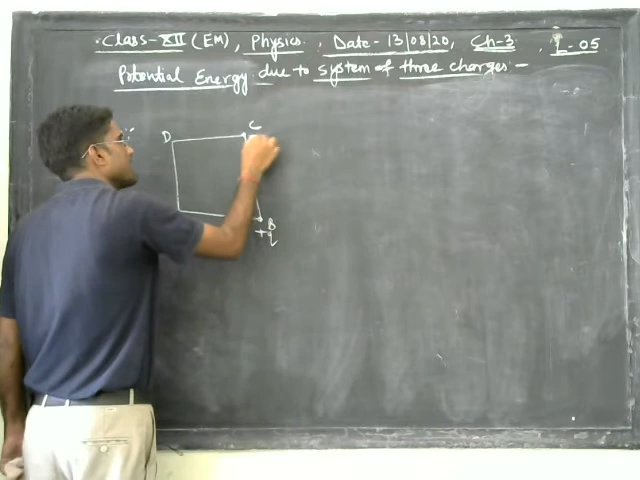 Class-XII (EM), Physics. , Date - 13/08/20, Ch-3 , L-05
Potential Energy due to system of three charges -
D C
B
+q